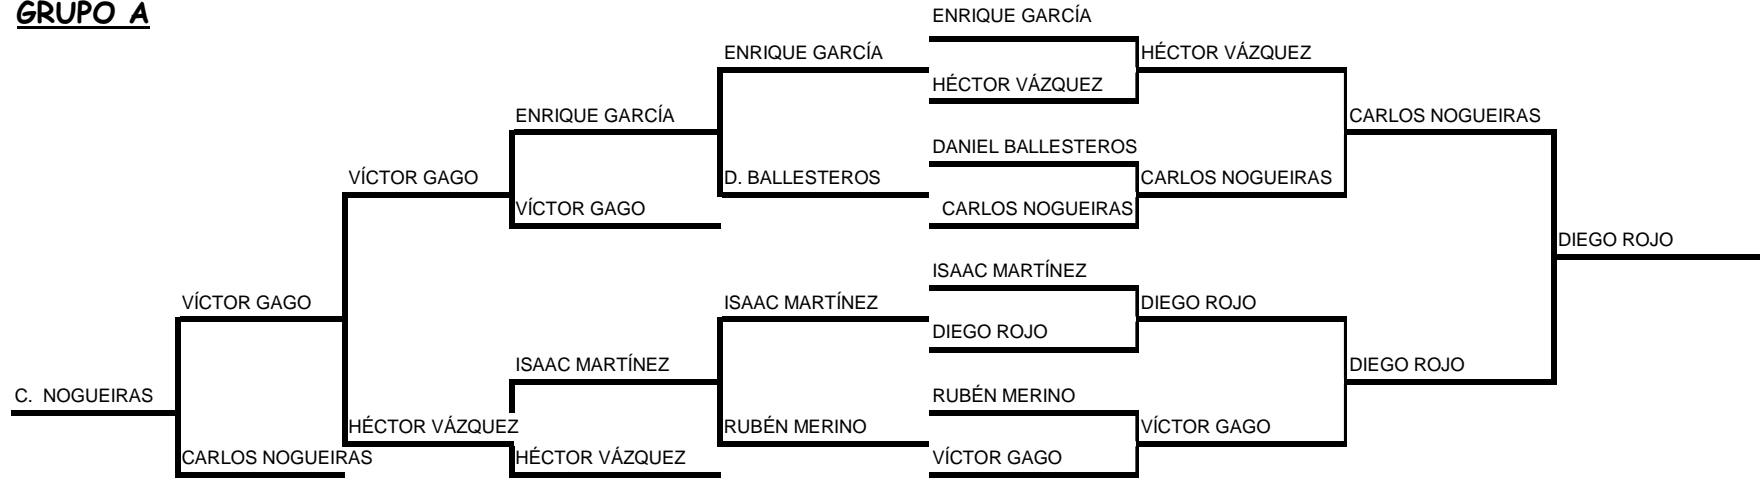 GRUPO A
ENRIQUE GARCÍA
ENRIQUE GARCÍA
HÉCTOR VÁZQUEZ
HÉCTOR VÁZQUEZ
ENRIQUE GARCÍA
CARLOS NOGUEIRAS
DANIEL BALLESTEROS
VÍCTOR GAGO
D. BALLESTEROS
CARLOS NOGUEIRAS
VÍCTOR GAGO
CARLOS NOGUEIRAS
DIEGO ROJO
ISAAC MARTÍNEZ
VÍCTOR GAGO
ISAAC MARTÍNEZ
DIEGO ROJO
DIEGO ROJO
ISAAC MARTÍNEZ
DIEGO ROJO
C. NOGUEIRAS
RUBÉN MERINO
HÉCTOR VÁZQUEZ
RUBÉN MERINO
VÍCTOR GAGO
CARLOS NOGUEIRAS
HÉCTOR VÁZQUEZ
VÍCTOR GAGO